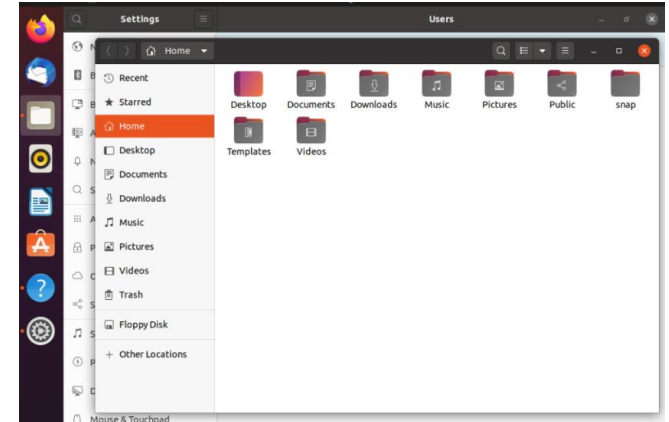 Settings
Users
Home
Recent
Starred
Home
Desktop
Documents
Downloads
Music
Pictures
Videos
Trash
Floppy Disk
+ Other Locations
Desktop
Documents
Downloads
Music
Pictures
Public
snap
Templates
Videos
Mouse & Touchpad